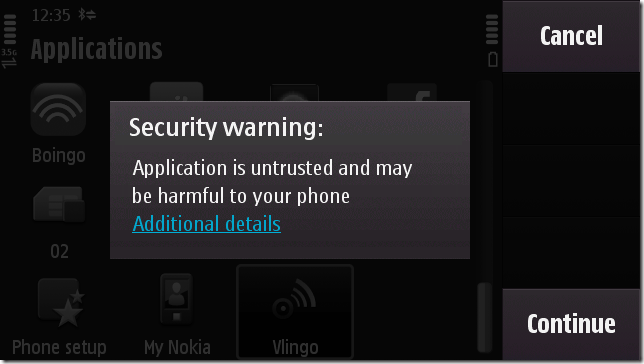 12:35
Applications
Cancel
3.5G
Security warning:
Application is untrusted and may
be harmful to your phone
Additional details
Boingo
O2
Phone setup
My Nokia
Vlingo
Continue